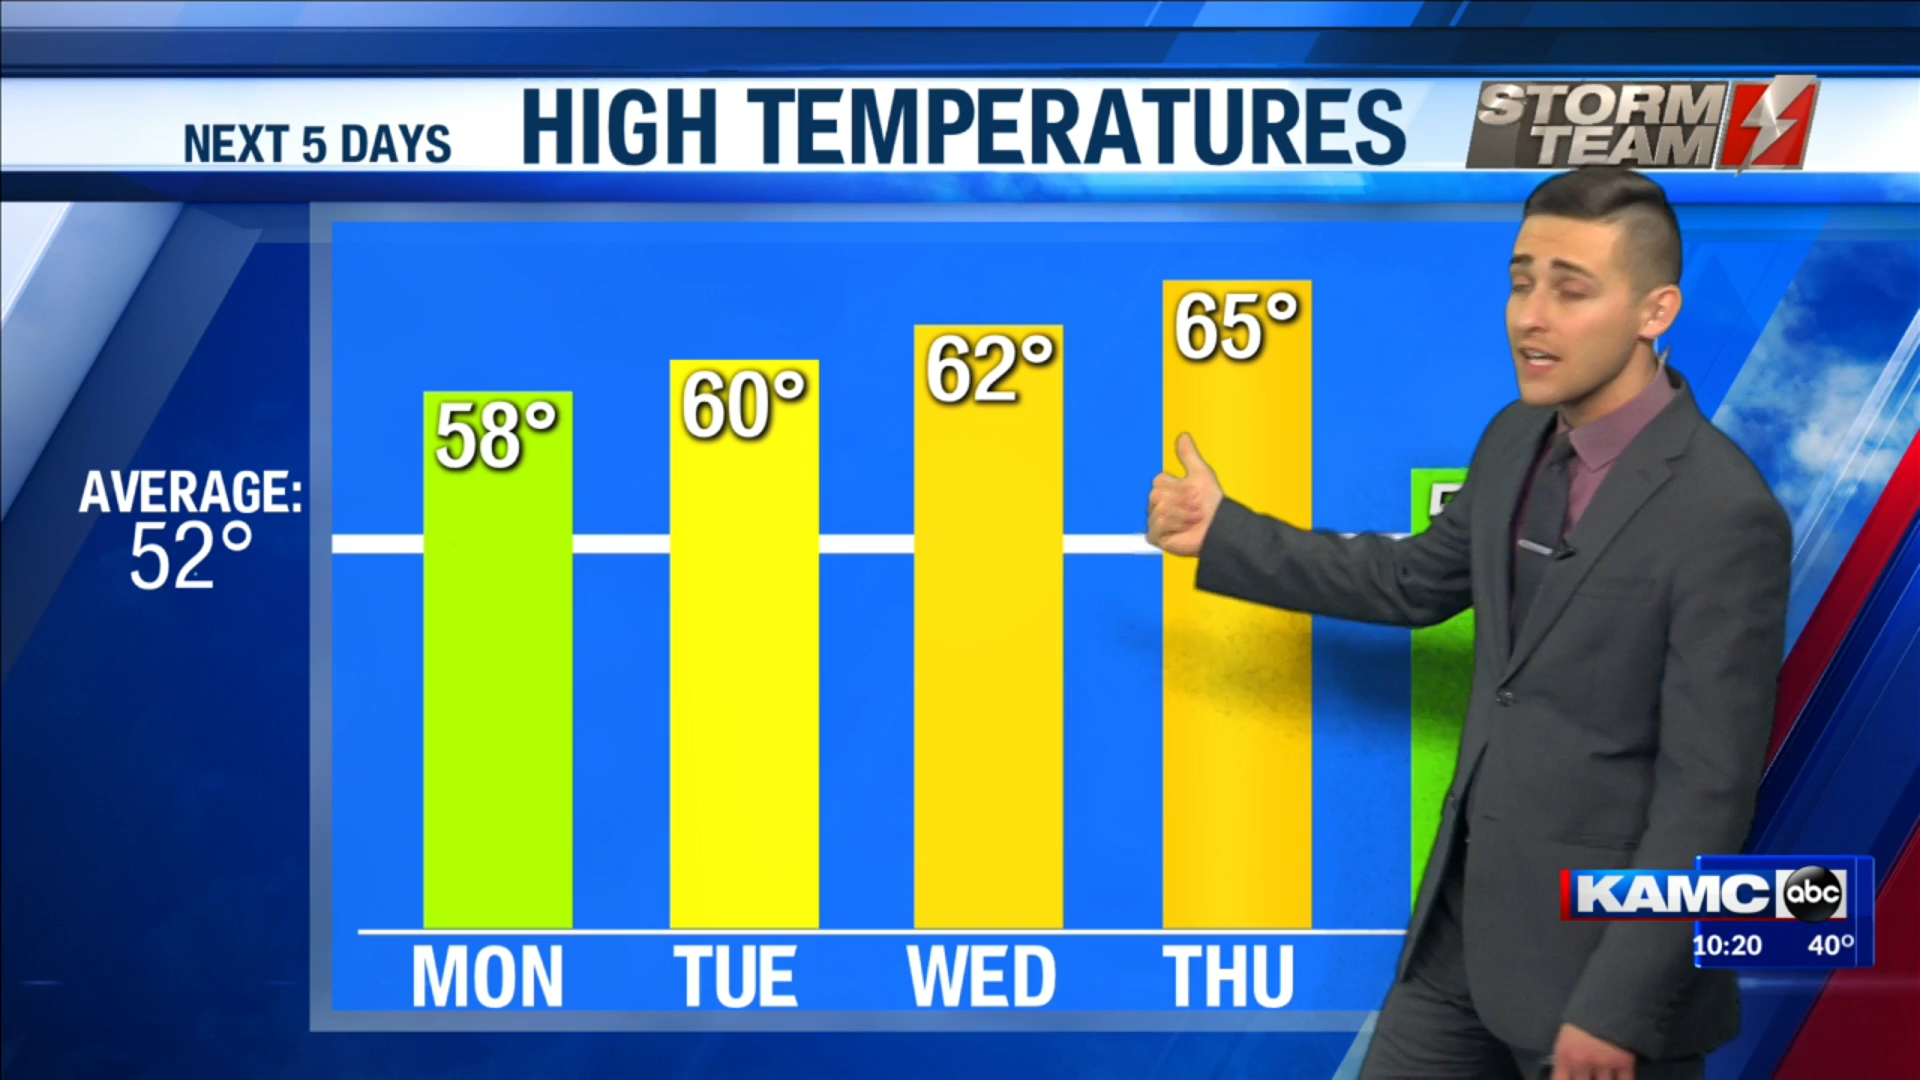 NEXT 5 DAYS HIGH TEMPERATURES
STORM
TEAM
58°
60°
62°
65°
5
AVERAGE:
52°
MON TUE WED THU
KAMC abc
10:20 40°